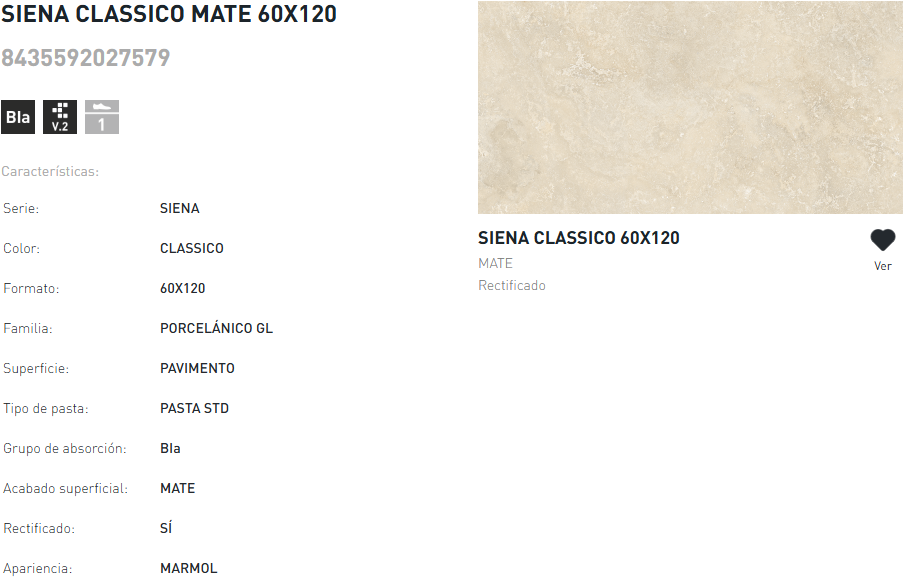 SIENA CLASSICO MATE 60X120
8435592027579
BIa
V.2
1
Características:
Serie: SIENA
Color: CLASSICO
Formato: 60X120
Familia: PORCELÁNICO GL
Superficie: PAVIMENTO
Tipo de pasta: PASTA STD
Grupo de absorción: BIa
Acabado superficial: MATE
Rectificado: SÍ
Apariencia: MARMOL
SIENA CLASSICO 60X120
MATE
Rectificado
Ver